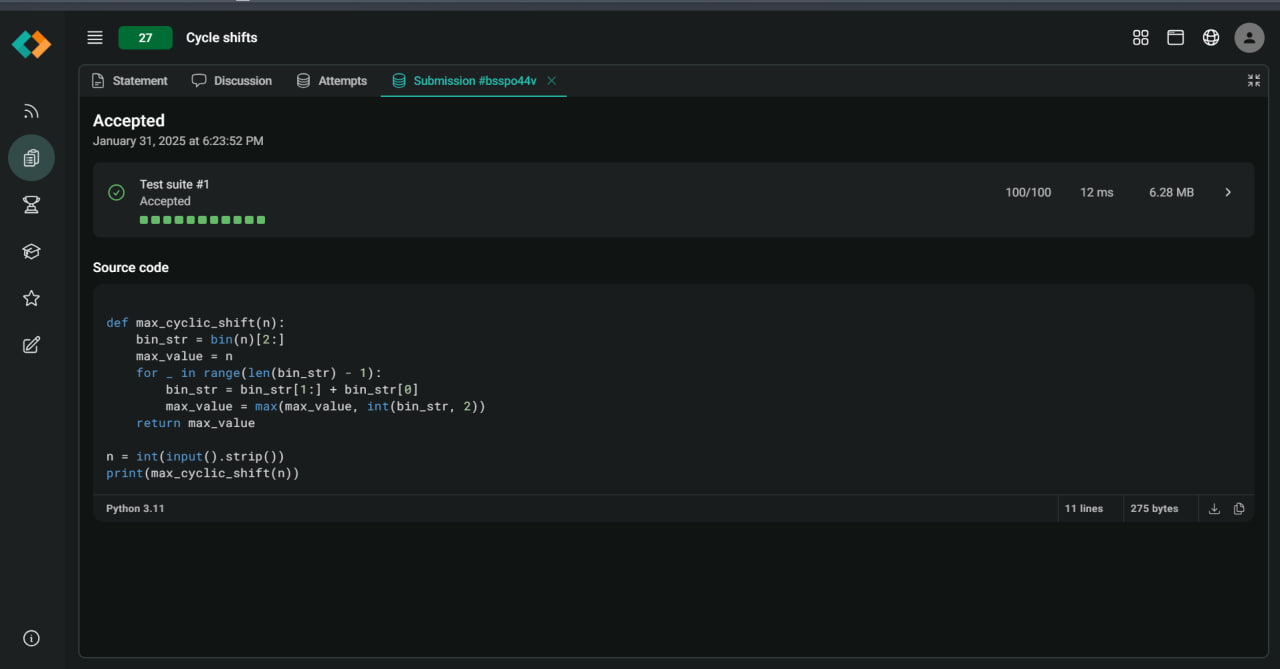 27 Cycle shifts
Statement Discussion Attempts Submission #bsspo44v
Accepted
January 31, 2025 at 6:23:52 PM
Test suite #1
Accepted
100/100 12 ms 6.28 MB
Source code
def max_cyclic_shift(n):
    bin_str = bin(n)[2:]
    max_value = n
    for _ in range(len(bin_str) - 1):
        bin_str = bin_str[1:] + bin_str[0]
        max_value = max(max_value, int(bin_str, 2))
    return max_value
n = int(input().strip())
print(max_cyclic_shift(n))
Python 3.11 11 lines 275 bytes